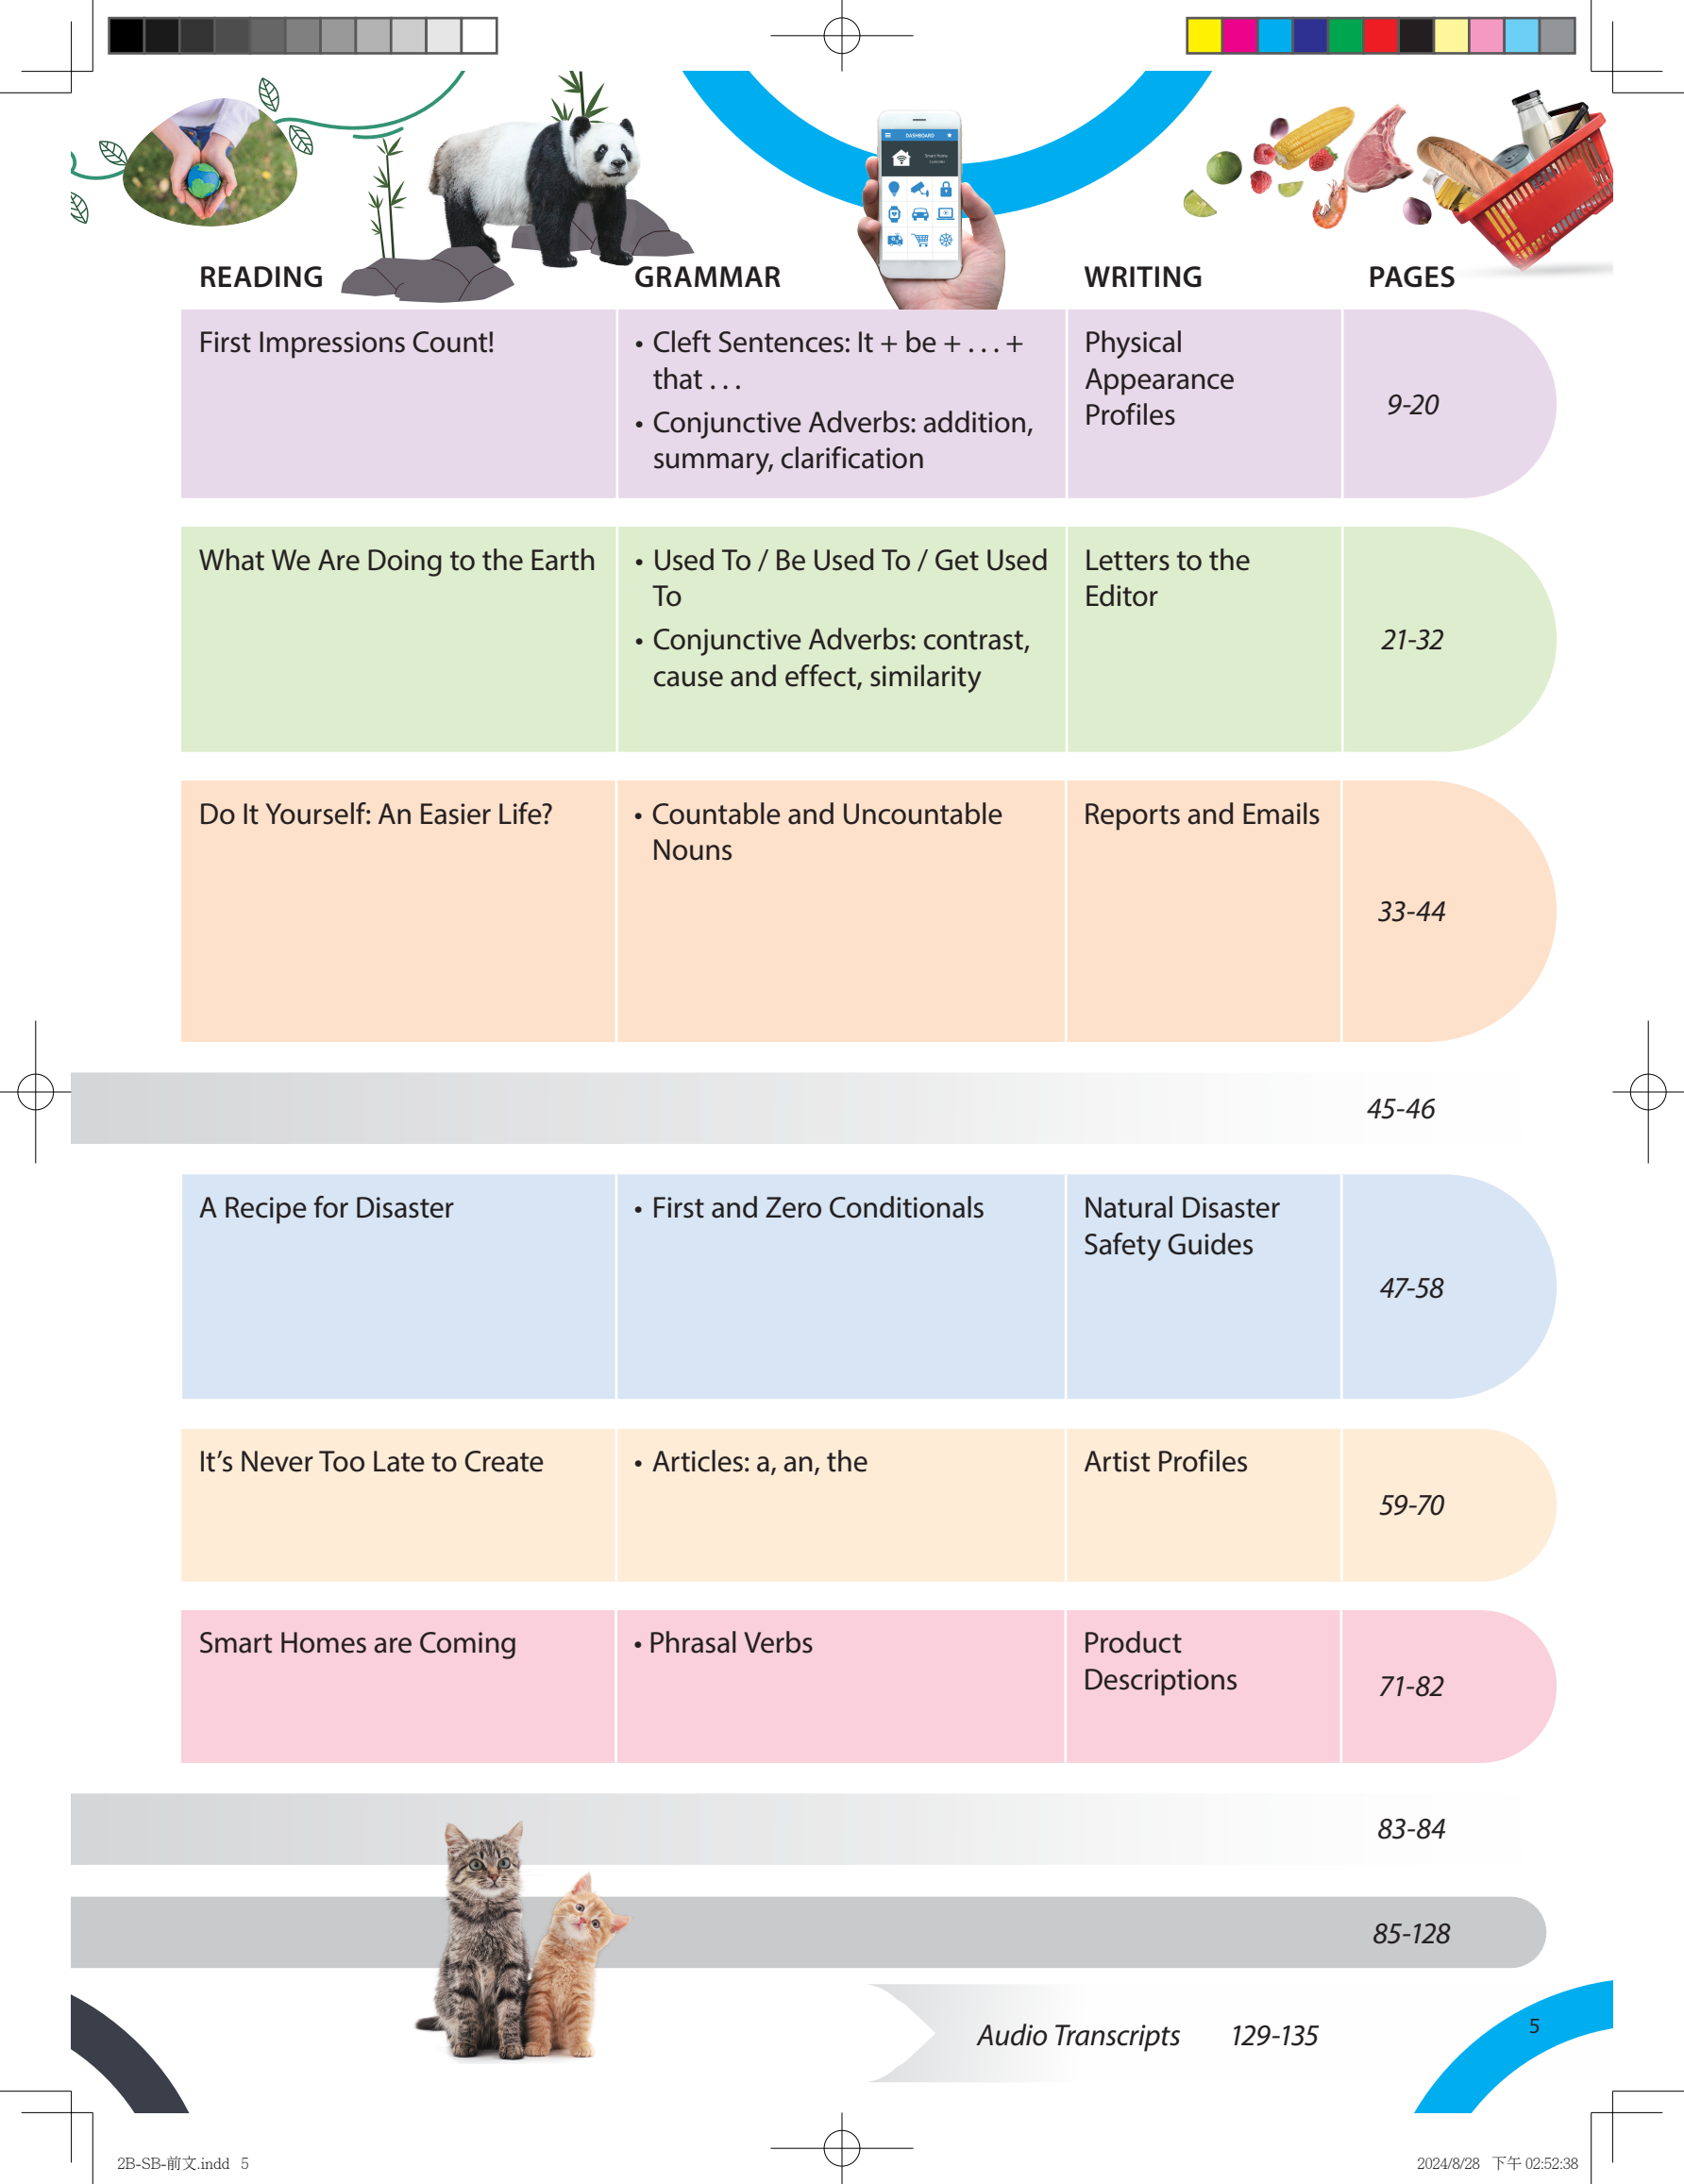 DASHBOARD
Smart Home
READING
GRAMMAR
WRITING
PAGES
First Impressions Count!
• Cleft Sentences: It + be + . . . +
that . . .
• Conjunctive Adverbs: addition,
summary, clarification
Physical
Appearance
Profiles
9-20
What We Are Doing to the Earth
• Used To / Be Used To / Get Used
To
• Conjunctive Adverbs: contrast,
cause and effect, similarity
Letters to the
Editor
21-32
Do It Yourself: An Easier Life?
• Countable and Uncountable
Nouns
Reports and Emails
33-44
45-46
A Recipe for Disaster
• First and Zero Conditionals
Natural Disaster
Safety Guides
47-58
It’s Never Too Late to Create
• Articles: a, an, the
Artist Profiles
59-70
Smart Homes are Coming
• Phrasal Verbs
Product
Descriptions
71-82
83-84
85-128
Audio Transcripts 129-135
5
2B-SB-前文.indd 5
2024/8/28 下午 02:52:38